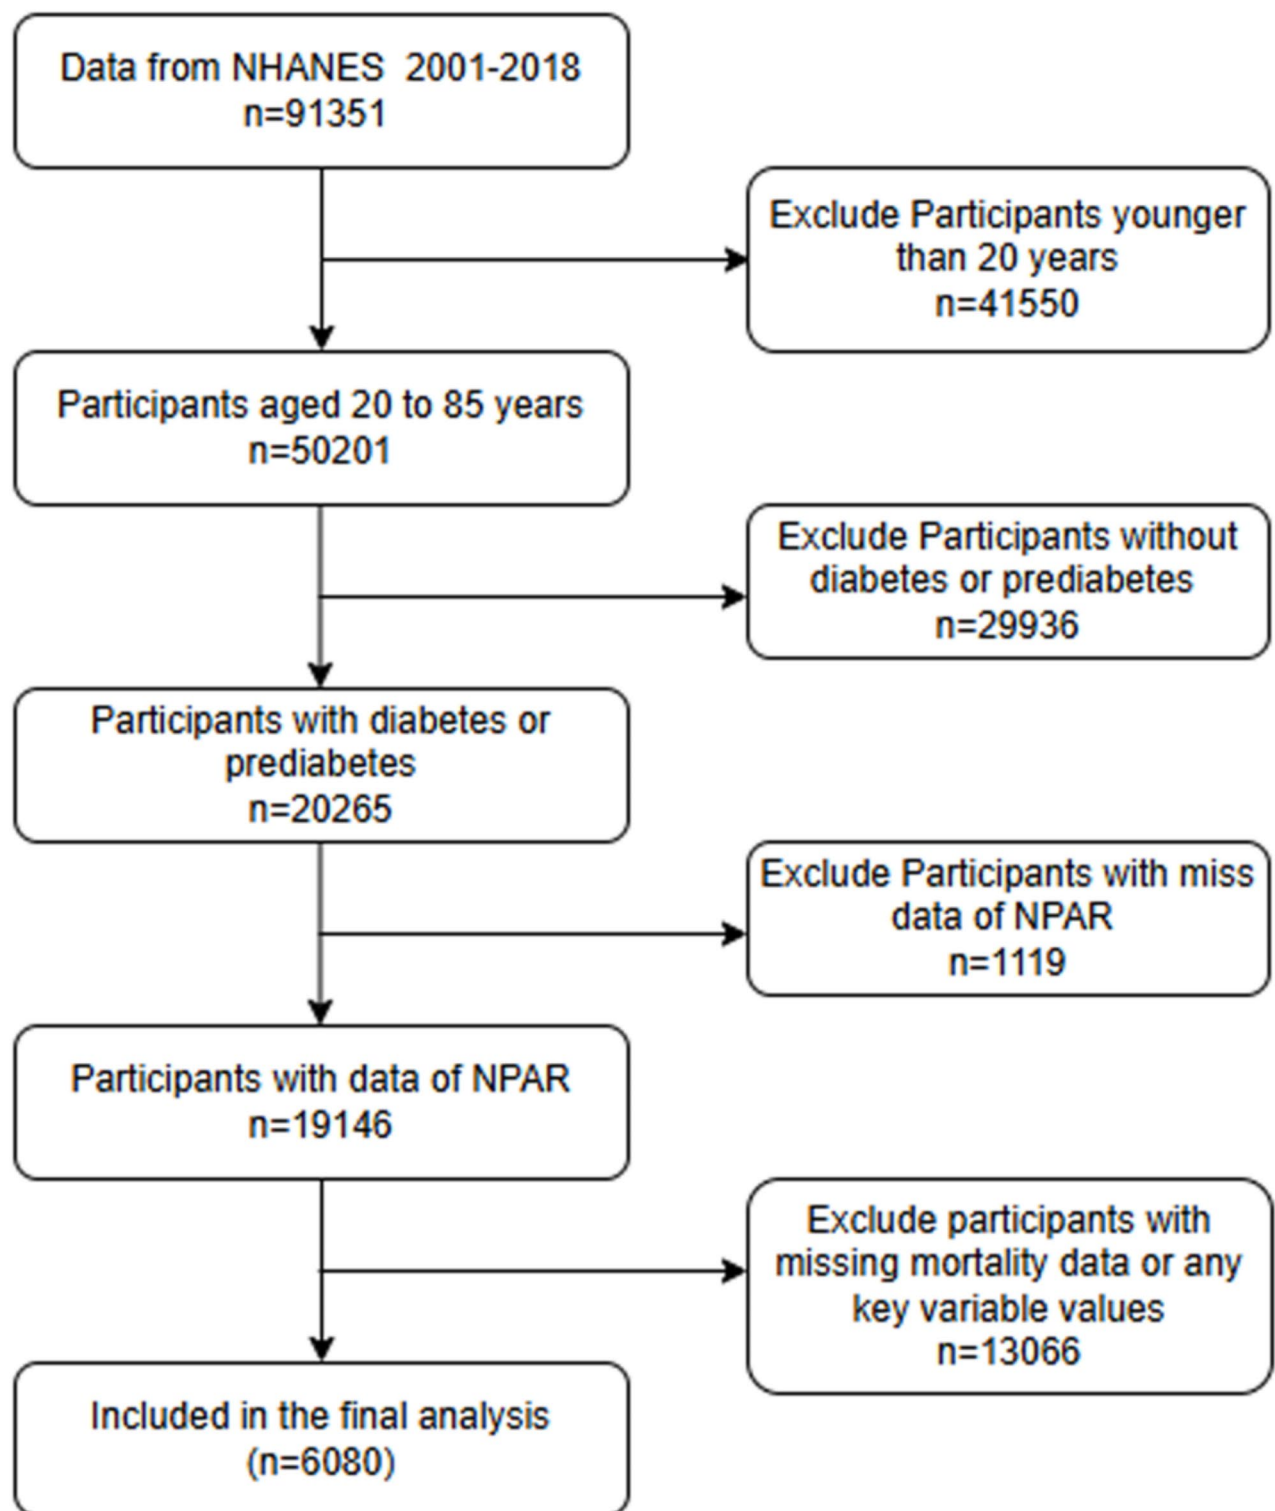 Data from NHANES 2001-2018
n=91351
Exclude Participants younger
than 20 years
n=41550
Participants aged 20 to 85 years
n=50201
Exclude Participants without
diabetes or prediabetes
n=29936
Participants with diabetes or
prediabetes
n=20265
Exclude Participants with miss
data of NPAR
n=1119
Participants with data of NPAR
n=19146
Exclude participants with
missing mortality data or any
key variable values
n=13066
Included in the final analysis
(n=6080)